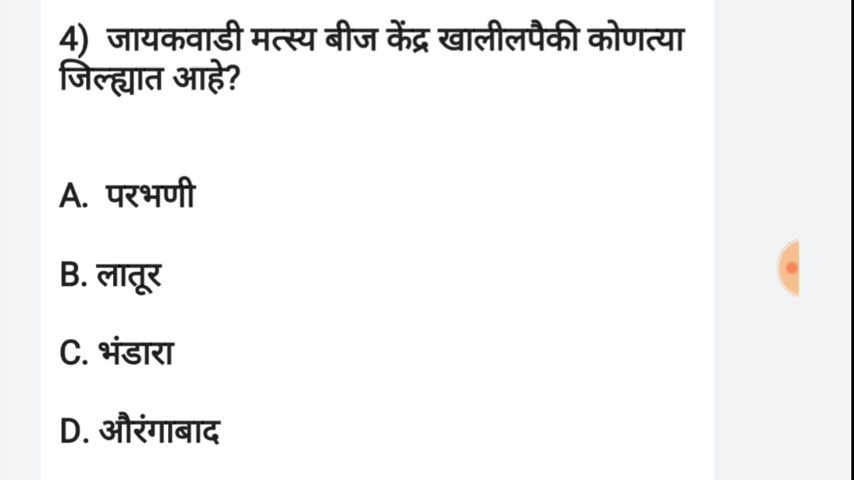 4) जायकवाडी मत्स्य बीज केंद्र खालीलपैकी कोणत्या
जिल्ह्यात आहे?
A. परभणी
B. लातूर
C. भंडारा
D. औरंगाबाद